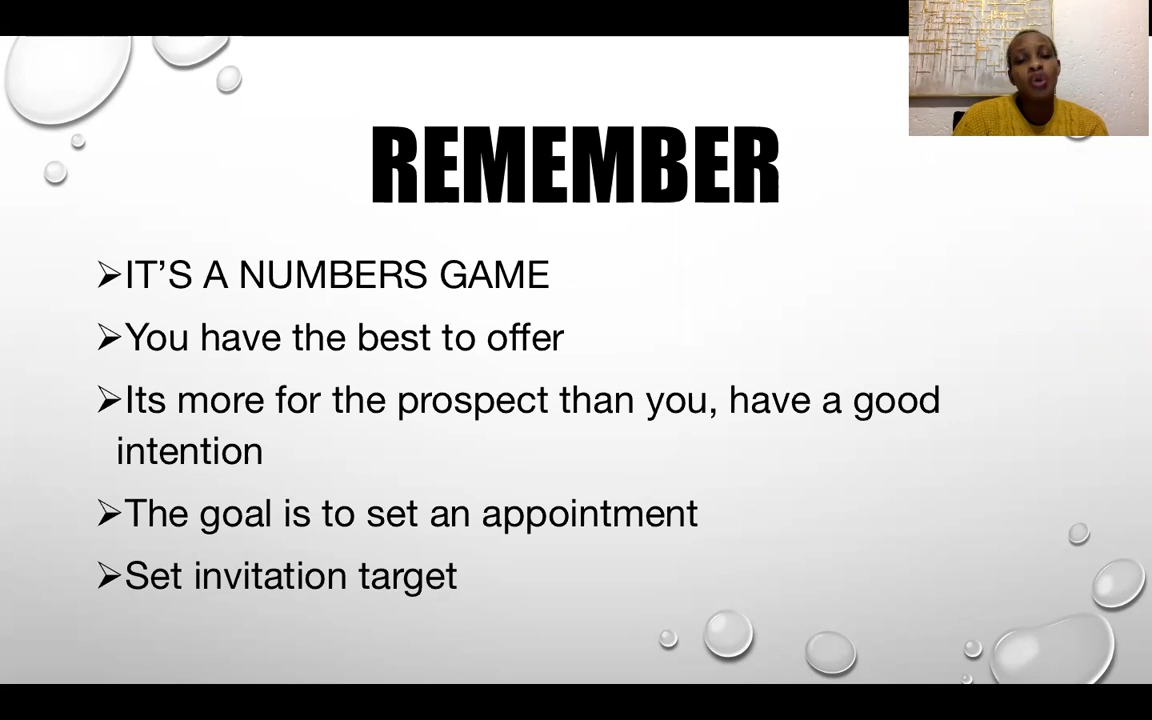 REMEMBER
➢IT’S A NUMBERS GAME
➢You have the best to offer
➢Its more for the prospect than you, have a good
intention
➢The goal is to set an appointment
➢Set invitation target